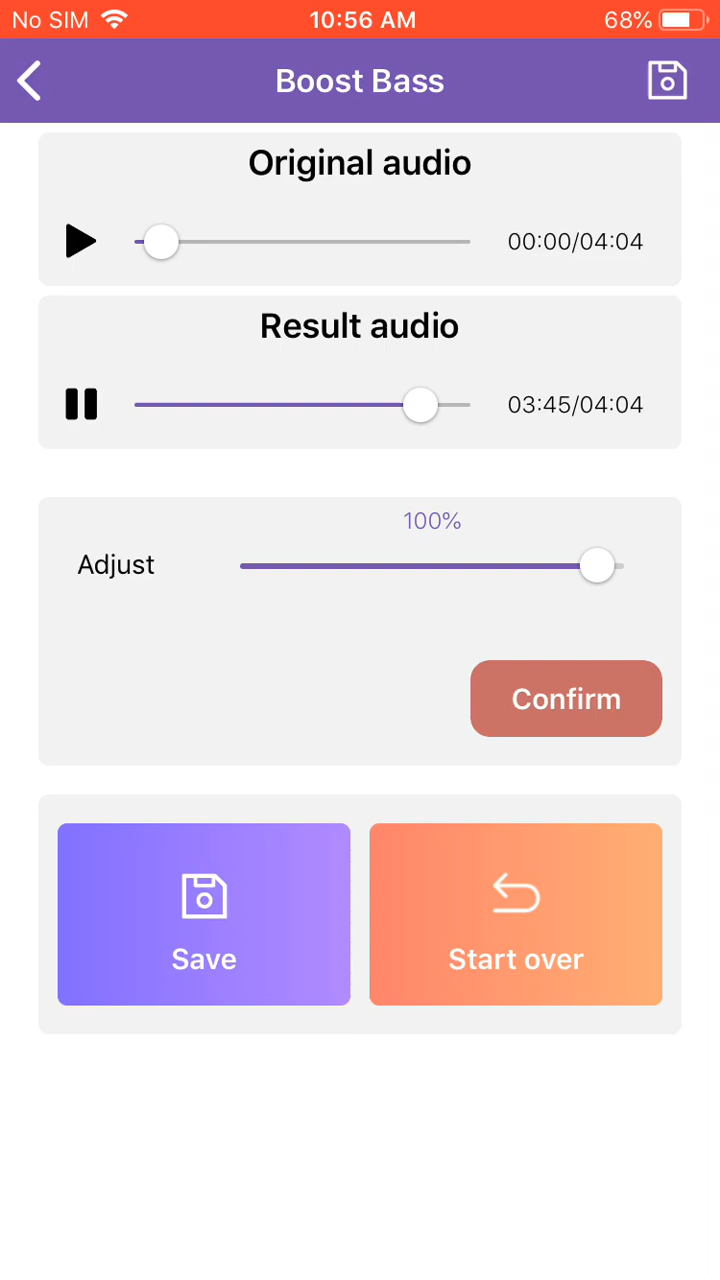 No SIM 10:56 AM 68%
Boost Bass
Original audio
00:00/04:04
Result audio
03:45/04:04
100%
Adjust
Confirm
Save
Start over